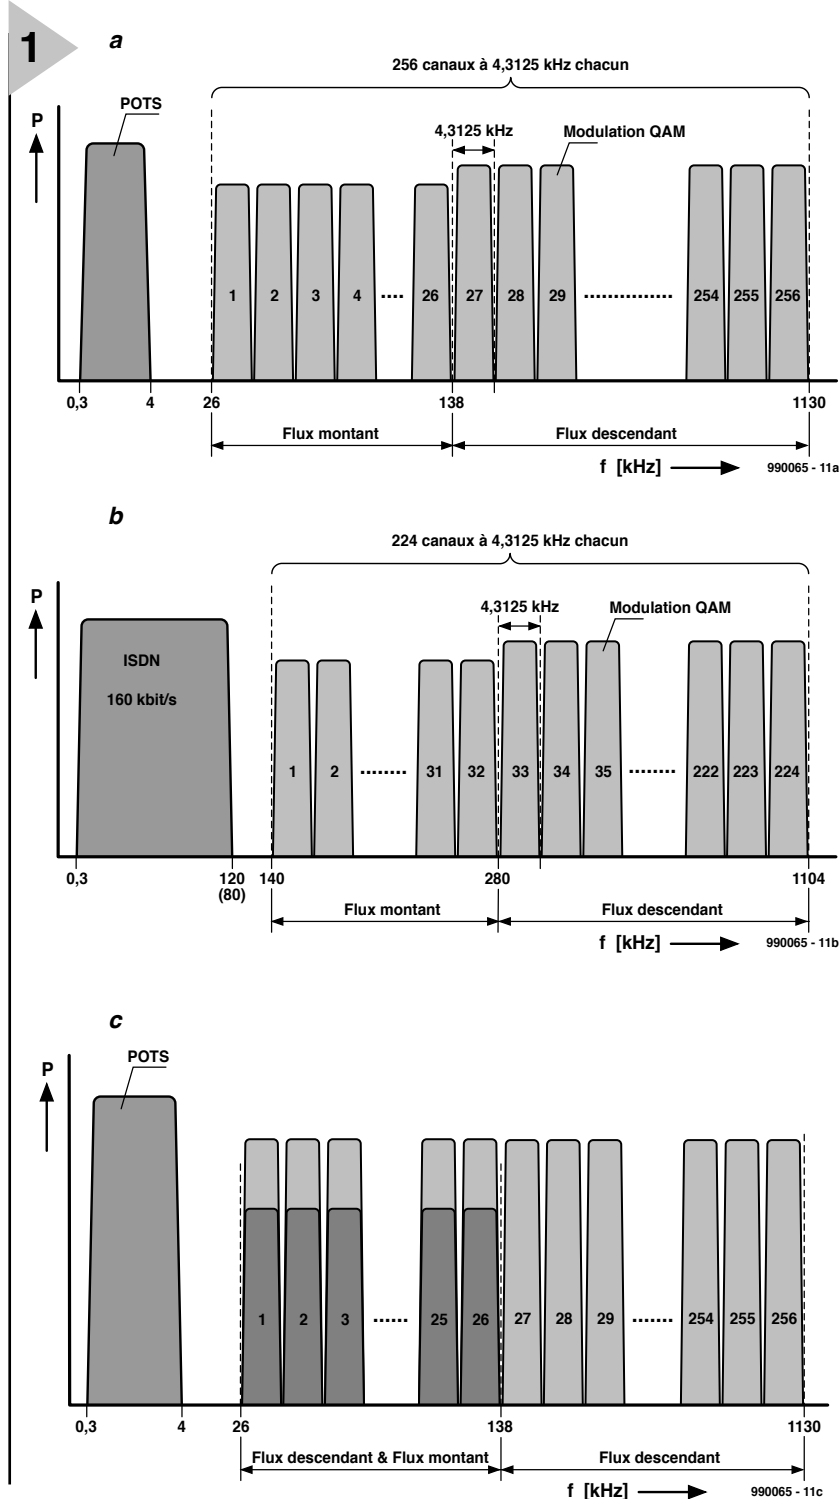 1
a
256 canaux à 4,3125 kHz chacun
POTS
P
4,3125 kHz
Modulation QAM
1 2 3 4 .... 26 27 28 29 ............... 254 255 256
0,3 4 26 138 1130
Flux montant Flux descendant
f [kHz]
990065 - 11a
b
224 canaux à 4,3125 kHz chacun
P
4,3125 kHz
Modulation QAM
ISDN
160 kbit/s
1 2 ........ 31 32 33 34 35 ........ 222 223 224
0,3 120 140 280 1104
(80)
Flux montant Flux descendant
f [kHz]
990065 - 11b
c
POTS
P
1 2 3 ...... 25 26 27 28 29 ....... 254 255 256
0,3 4 26 138 1130
Flux descendant & Flux montant Flux descendant
f [kHz]
990065 - 11c